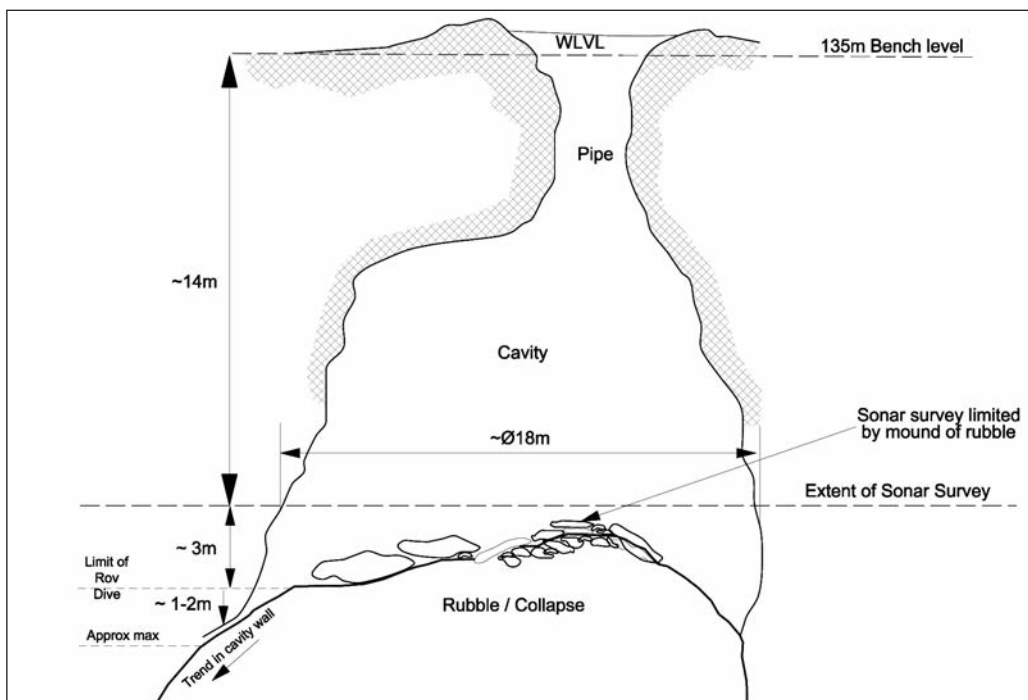 WLVL
135m Bench level
Pipe
~14m
Cavity
Sonar survey limited
by mound of rubble
~Ø18m
Extent of Sonar Survey
~ 3m
Limit of
Rov
Dive
~ 1-2m
Rubble / Collapse
Approx max
Trend in cavity wall